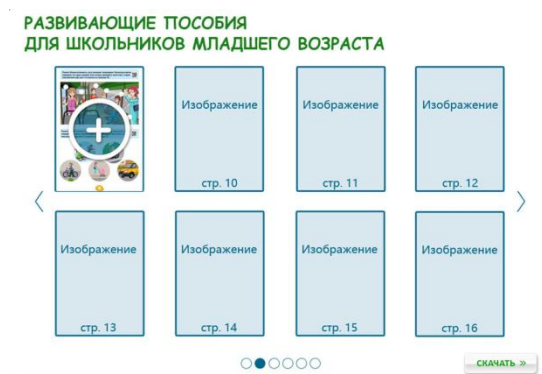 РАЗВИВАЮЩИЕ ПОСОБИЯ
ДЛЯ ШКОЛЬНИКОВ МЛАДШЕГО ВОЗРАСТА
Изображение
стр. 10
Изображение
стр. 11
Изображение
стр. 12
Изображение
стр. 13
Изображение
стр. 14
Изображение
стр. 15
Изображение
стр. 16
СКАЧАТЬ »